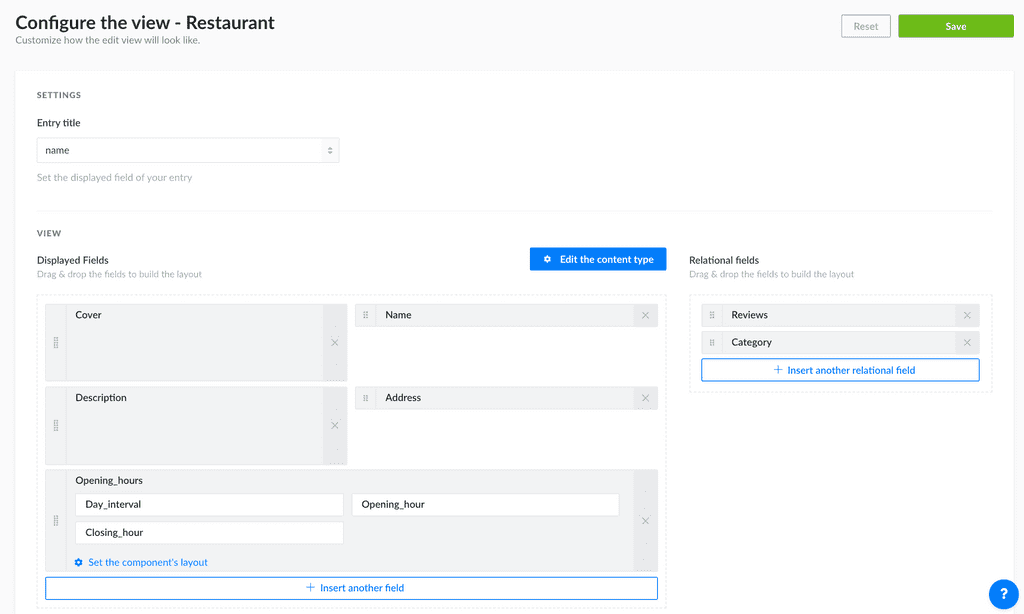 Configure the view - Restaurant
Customize how the edit view will look like.
Reset
Save
SETTINGS
Entry title
name
Set the displayed field of your entry
VIEW
Displayed Fields
Drag & drop the fields to build the layout
Edit the content type
Relational fields
Drag & drop the fields to build the layout
Cover
Name
Description
Address
Opening_hours
Day_interval
Opening_hour
Closing_hour
Set the component's layout
+ Insert another field
Reviews
Category
+ Insert another relational field
?